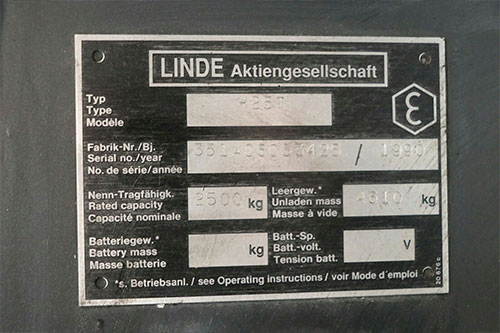 LINDE Aktiengesellschaft
Typ
Type
Modèle
H25T
Fabrik-Nr./Bj.
Serial no./year
No. de série/année
/ 1990
Nenn-Tragfähigk.
Rated capacity
Capacité nominale
2500 kg
Leergew.*
Unladen mass
Masse à vide
4610 kg
Batteriegew.*
Battery mass
Masse batterie
kg
Batt.-Sp.
Batt.-volt.
Tension batt.
V
*s. Betriebsanl. / see Operating instructions / voir Mode d'emploi